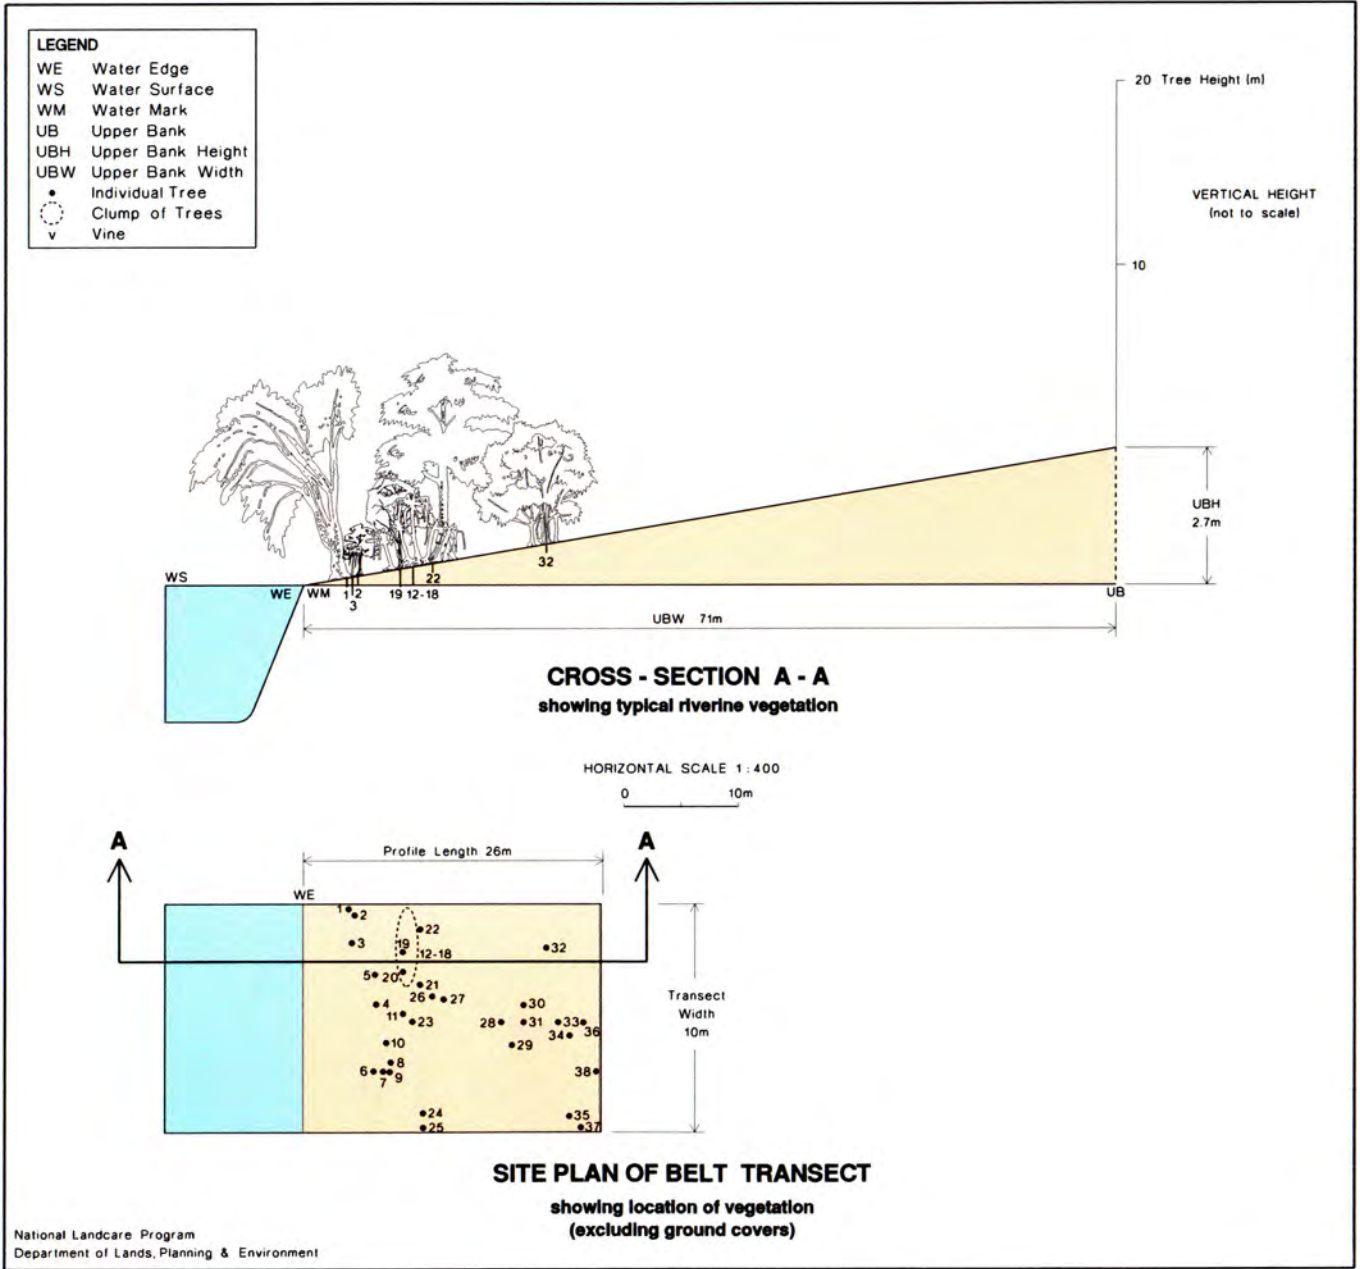 LEGEND
WE Water Edge
WS Water Surface
WM Water Mark
UB Upper Bank
UBH Upper Bank Height
UBW Upper Bank Width
Individual Tree
Clump of Trees
v Vine
20 Tree Height (m)
VERTICAL HEIGHT
(not to scale)
10
UBH
2.7m
32
22
WS
WE WM 1 2 19 12-18 UB
3
UBW 71m
CROSS - SECTION A - A
showing typical riverine vegetation
HORIZONTAL SCALE 1:400
0 10m
A A
Profile Length 26m
WE
1 2 22
3 19 12-18 32
5 20 21
26 27 30
4
11 23 28 31 33 36
34
10 29
8
6 7 9 38
24 35
25 37
Transect
Width
10m
SITE PLAN OF BELT TRANSECT
showing location of vegetation
(excluding ground covers)
National Landcare Program
Department of Lands, Planning & Environment